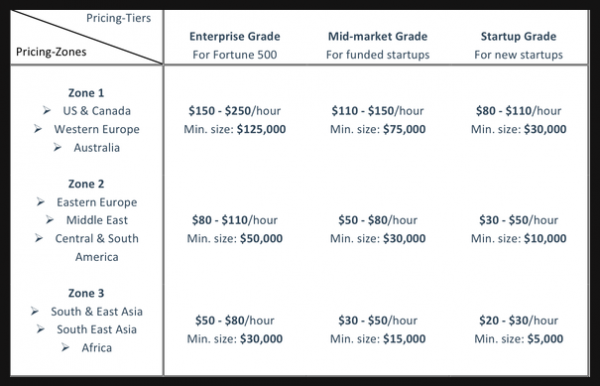 Pricing-Tiers
Pricing-Zones
Enterprise Grade
For Fortune 500
Mid-market Grade
For funded startups
Startup Grade
For new startups
Zone 1
➢ US & Canada
➢ Western Europe
➢ Australia
$150 - $250/hour
Min. size: $125,000
$110 - $150/hour
Min. size: $75,000
$80 - $110/hour
Min. size: $30,000
Zone 2
➢ Eastern Europe
➢ Middle East
➢ Central & South
America
$80 - $110/hour
Min. size: $50,000
$50 - $80/hour
Min. size: $30,000
$30 - $50/hour
Min. size: $10,000
Zone 3
➢ South & East Asia
➢ South East Asia
➢ Africa
$50 - $80/hour
Min. size: $30,000
$30 - $50/hour
Min. size: $15,000
$20 - $30/hour
Min. size: $5,000